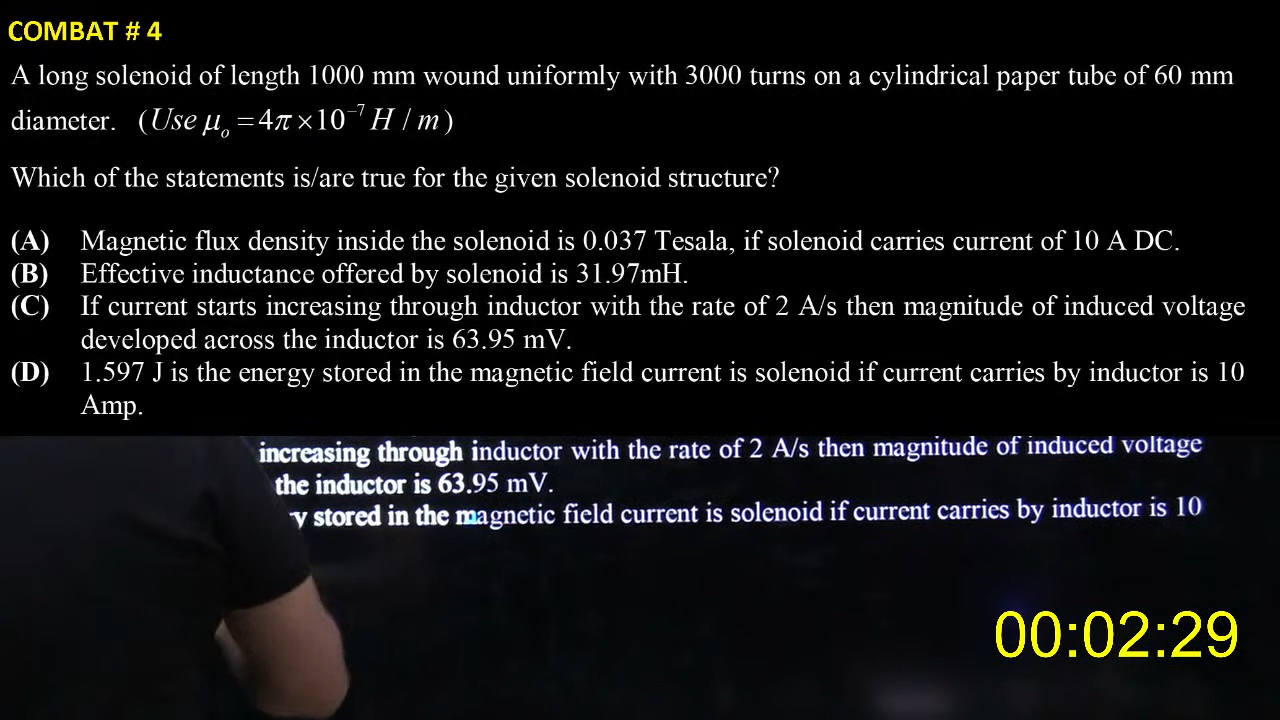 COMBAT # 4
A long solenoid of length 1000 mm wound uniformly with 3000 turns on a cylindrical paper tube of 60 mm
diameter. (Use μₒ = 4π ×10⁻⁷ H / m)
Which of the statements is/are true for the given solenoid structure?
(A) Magnetic flux density inside the solenoid is 0.037 Tesala, if solenoid carries current of 10 A DC.
(B) Effective inductance offered by solenoid is 31.97mH.
(C) If current starts increasing through inductor with the rate of 2 A/s then magnitude of induced voltage
developed across the inductor is 63.95 mV.
(D) 1.597 J is the energy stored in the magnetic field current is solenoid if current carries by inductor is 10
Amp.
increasing through inductor with the rate of 2 A/s then magnitude of induced voltage
the inductor is 63.95 mV.
y stored in the magnetic field current is solenoid if current carries by inductor is 10
00:02:29